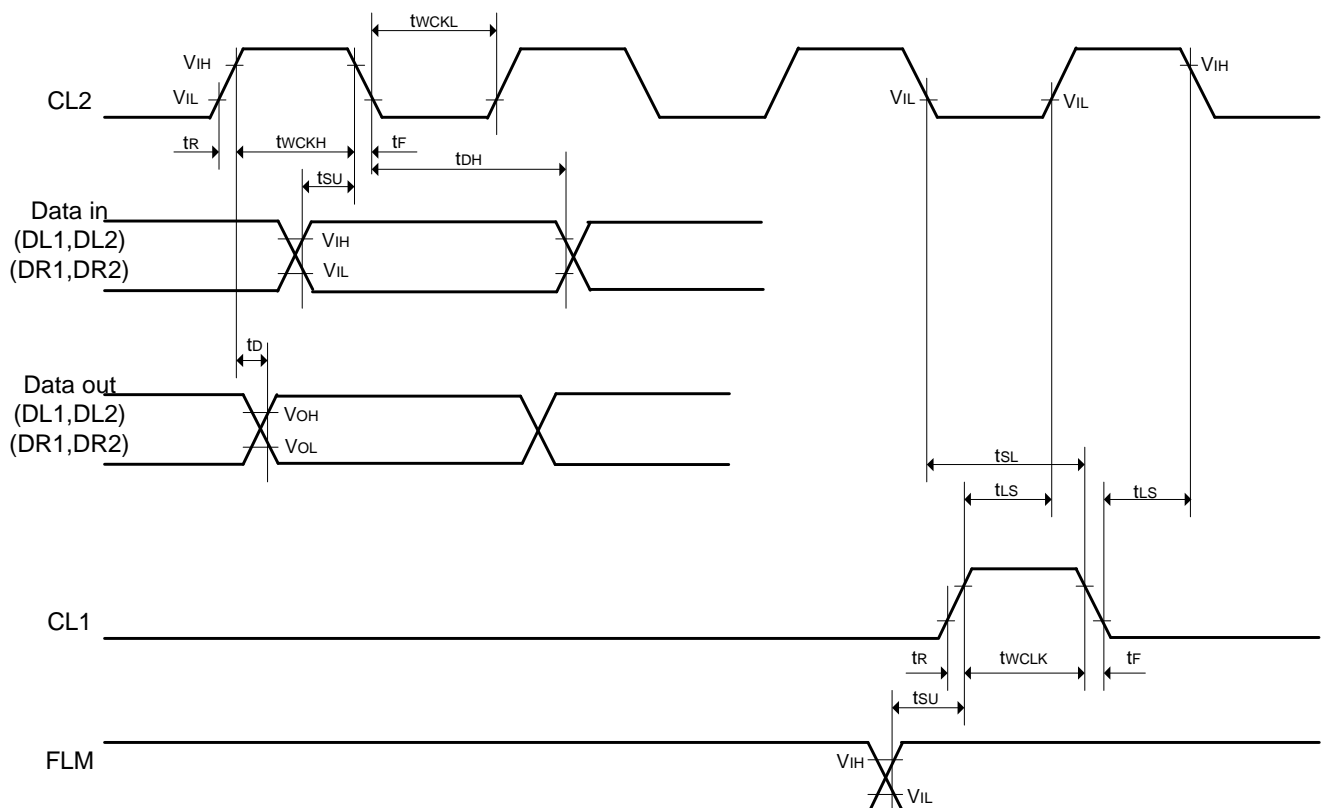 tWCKL
VIH
VIH
CL2
VIL
VIL
VIL
tR
tWCKH
tF
tDH
tSU
Data in
(DL1,DL2)
(DR1,DR2)
VIH
VIL
tD
Data out
(DL1,DL2)
(DR1,DR2)
VOH
VOL
tSL
tLS
tLS
CL1
tR
tWCLK
tF
tSU
FLM
VIH
VIL